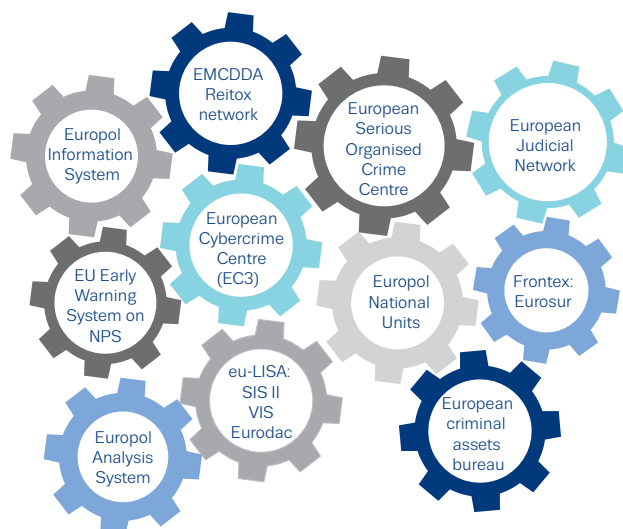 EMCDDA
Reitox
network
European
Serious
Organised
Crime
Centre
European
Judicial
Network
Europol
Information
System
European
Cybercrime
Centre
(EC3)
EU Early
Warning
System on
NPS
Europol
National
Units
Frontex:
Eurosur
eu-LISA:
SIS II
VIS
Eurodac
European
criminal
assets
bureau
Europol
Analysis
System